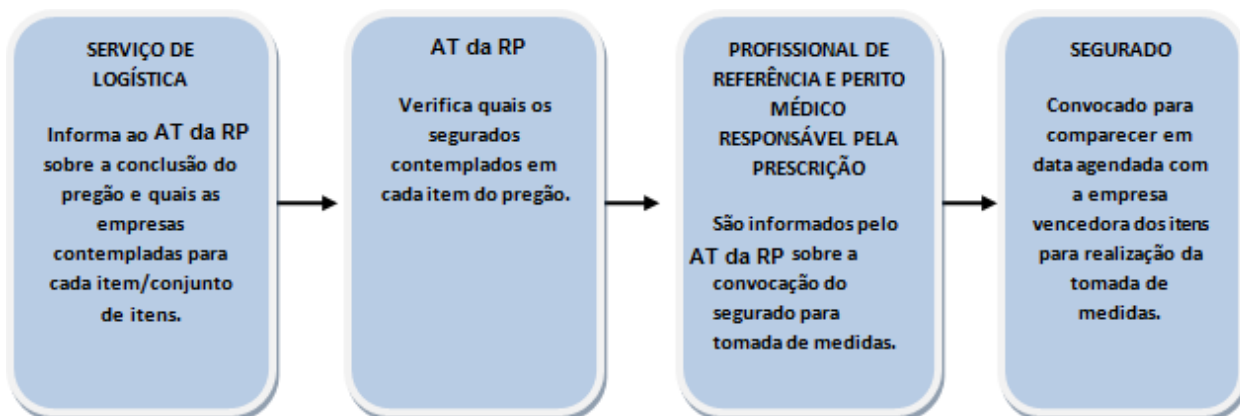 SERVIÇO DE
LOGÍSTICA
Informa ao AT da RP
sobre a conclusão do
pregão e quais as
empresas
contempladas para
cada item/conjunto
de itens.
AT da RP
Verifica quais os
segurados
contemplados em
cada item do pregão.
PROFISSIONAL DE
REFERÊNCIA E PERITO
MÉDICO
RESPONSÁVEL PELA
PRESCRIÇÃO
São informados pelo
AT da RP sobre a
convocação do
segurado para
tomada de medidas.
SEGURADO
Convocado para
comparecer em
data agendada com
a empresa
vencedora dos itens
para realização da
tomada de
medidas.